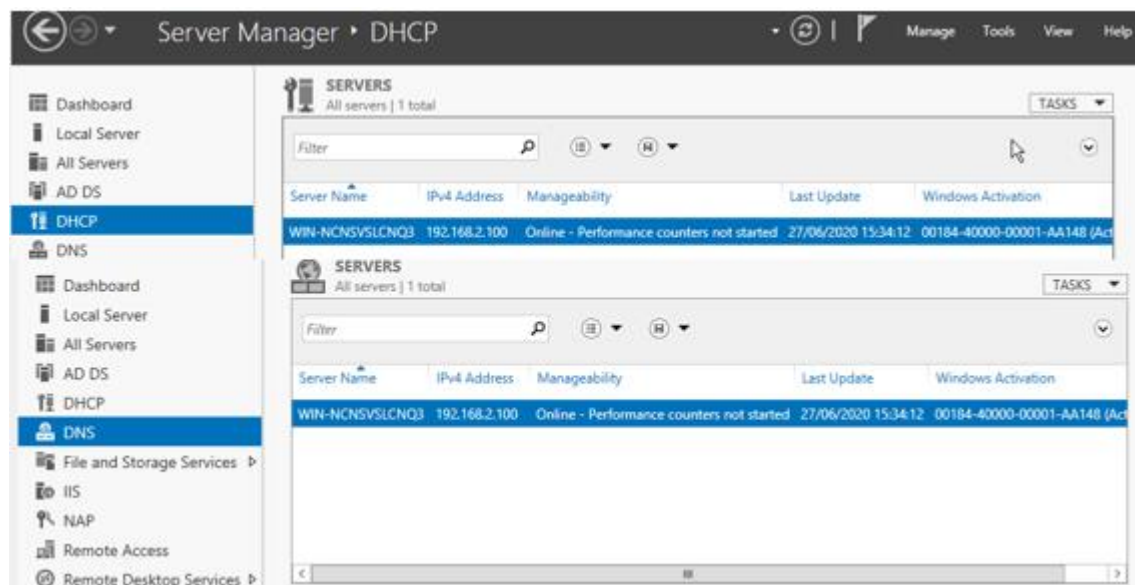 Server Manager • DHCP
Manage Tools View Help
Dashboard
Local Server
All Servers
AD DS
DHCP
DNS
SERVERS
All servers | 1 total
TASKS
Filter
Server Name IPv4 Address Manageability Last Update Windows Activation
WIN-NCNSVSLCNQ3 192.168.2.100 Online - Performance counters not started 27/06/2020 15:34:12 00184-40000-00001-AA148 (Act
Dashboard
Local Server
All Servers
AD DS
DHCP
DNS
File and Storage Services
IIS
NAP
Remote Access
Remote Desktop Services
SERVERS
All servers | 1 total
TASKS
Filter
Server Name IPv4 Address Manageability Last Update Windows Activation
WIN-NCNSVSLCNQ3 192.168.2.100 Online - Performance counters not started 27/06/2020 15:34:12 00184-40000-00001-AA148 (Act